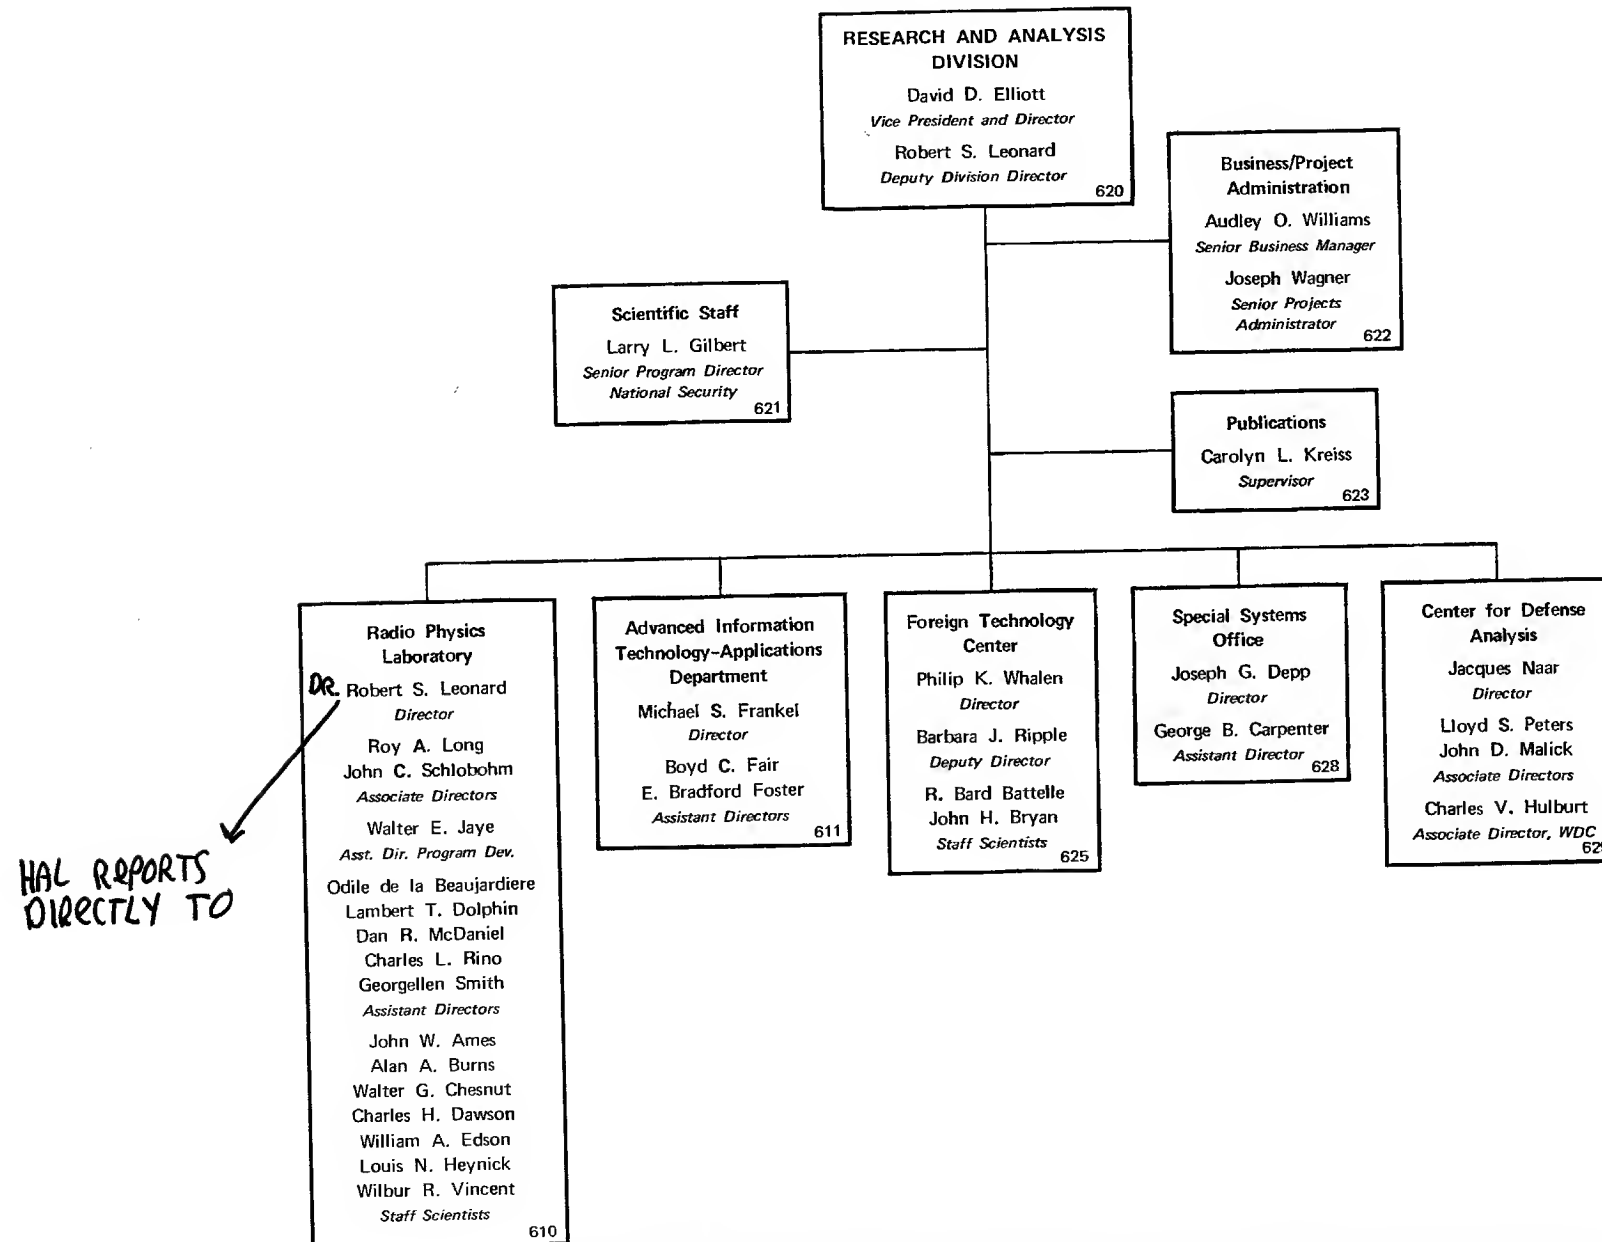 RESEARCH AND ANALYSIS
DIVISION
David D. Elliott
Vice President and Director
Robert S. Leonard
Deputy Division Director
620
Business/Project
Administration
Audley O. Williams
Senior Business Manager
Joseph Wagner
Senior Projects
Administrator
622
Scientific Staff
Larry L. Gilbert
Senior Program Director
National Security
621
Publications
Carolyn L. Kreiss
Supervisor
623
Radio Physics
Laboratory
DR. Robert S. Leonard
Director
Roy A. Long
John C. Schlobohm
Associate Directors
Walter E. Jaye
Asst. Dir. Program Dev.
Odile de la Beaujardiere
Lambert T. Dolphin
Dan R. McDaniel
Charles L. Rino
Georgellen Smith
Assistant Directors
John W. Ames
Alan A. Burns
Walter G. Chesnut
Charles H. Dawson
William A. Edson
Louis N. Heynick
Wilbur R. Vincent
Staff Scientists
610
HAL REPORTS
DIRECTLY TO
Advanced Information
Technology-Applications
Department
Michael S. Frankel
Director
Boyd C. Fair
E. Bradford Foster
Assistant Directors
611
Foreign Technology
Center
Philip K. Whalen
Director
Barbara J. Ripple
Deputy Director
R. Bard Battelle
John H. Bryan
Staff Scientists
625
Special Systems
Office
Joseph G. Depp
Director
George B. Carpenter
Assistant Director
628
Center for Defense
Analysis
Jacques Naar
Director
Lloyd S. Peters
John D. Malick
Associate Directors
Charles V. Hulburt
Associate Director, WDC